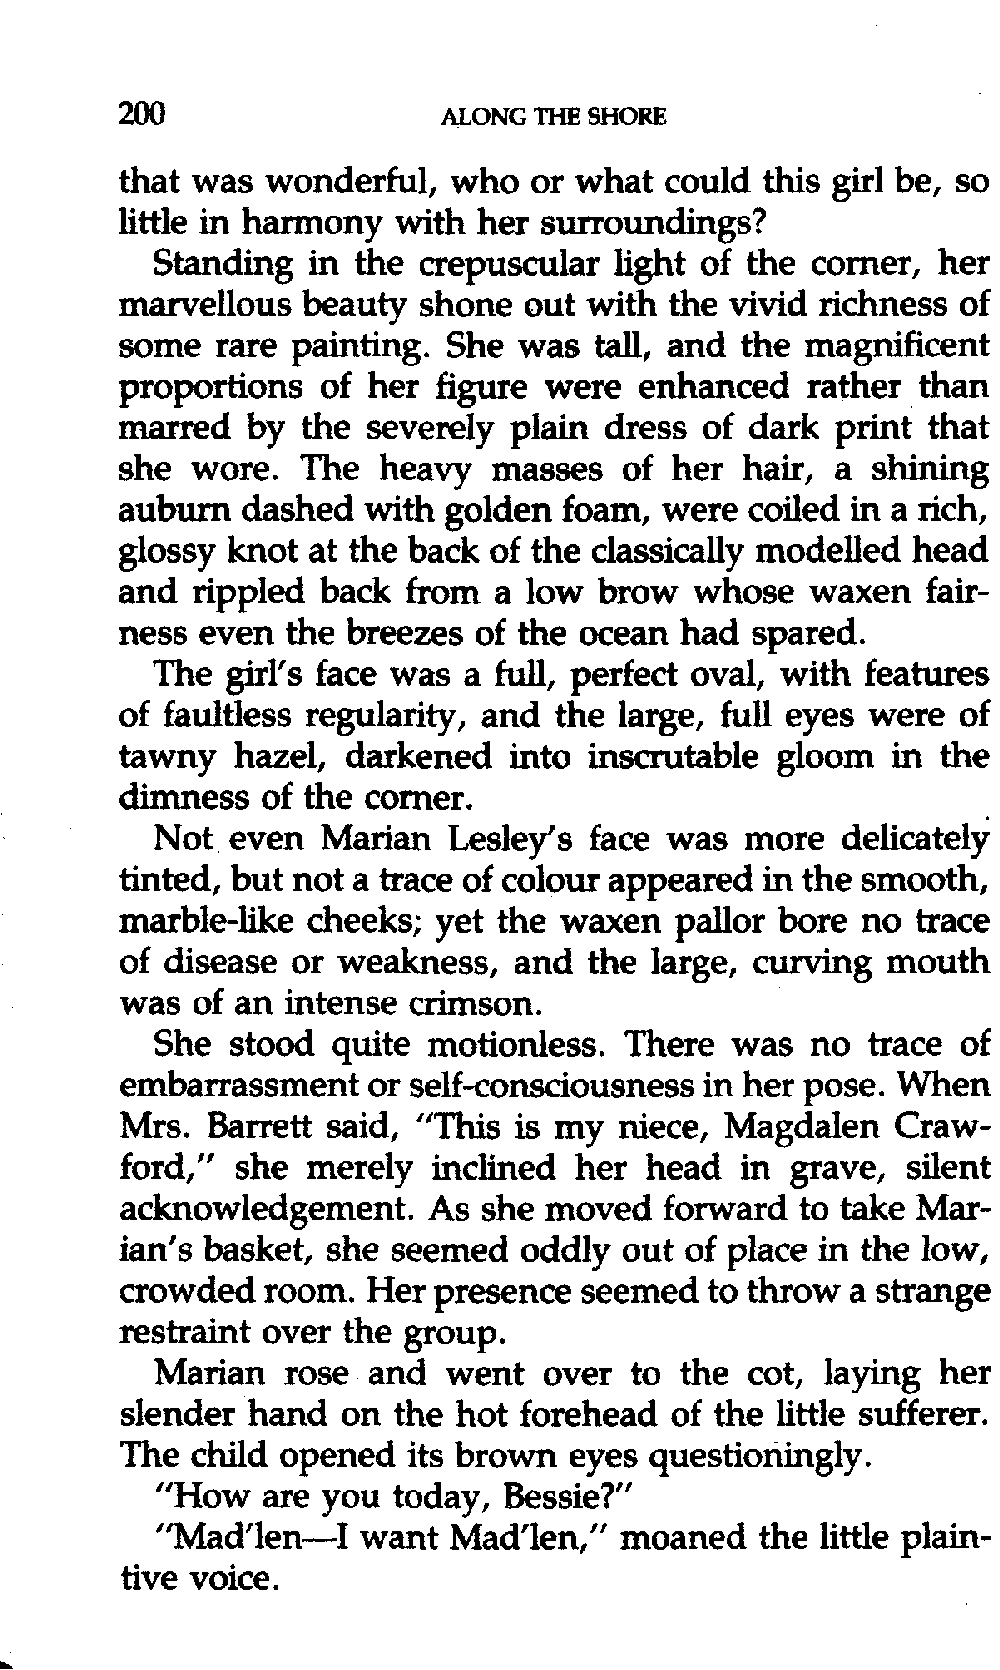 200 ALONG THE SHORE
that was wonderful, who or what could this girl be, so
little in harmony with her surroundings?
Standing in the crepuscular light of the corner, her
marvellous beauty shone out with the vivid richness of
some rare painting. She was tall, and the magnificent
proportions of her figure were enhanced rather than
marred by the severely plain dress of dark print that
she wore. The heavy masses of her hair, a shining
auburn dashed with golden foam, were coiled in a rich,
glossy knot at the back of the classically modelled head
and rippled back from a low brow whose waxen fair-
ness even the breezes of the ocean had spared.
The girl's face was a full, perfect oval, with features
of faultless regularity, and the large, full eyes were of
tawny hazel, darkened into inscrutable gloom in the
dimness of the corner.
Not even Marian Lesley's face was more delicately
tinted, but not a trace of colour appeared in the smooth,
marble-like cheeks; yet the waxen pallor bore no trace
of disease or weakness, and the large, curving mouth
was of an intense crimson.
She stood quite motionless. There was no trace of
embarrassment or self-consciousness in her pose. When
Mrs. Barrett said, "This is my niece, Magdalen Craw-
ford," she merely inclined her head in grave, silent
acknowledgement. As she moved forward to take Mar-
ian's basket, she seemed oddly out of place in the low,
crowded room. Her presence seemed to throw a strange
restraint over the group.
Marian rose and went over to the cot, laying her
slender hand on the hot forehead of the little sufferer.
The child opened its brown eyes questioningly.
"How are you today, Bessie?"
"Mad'len—I want Mad'len," moaned the little plain-
tive voice.